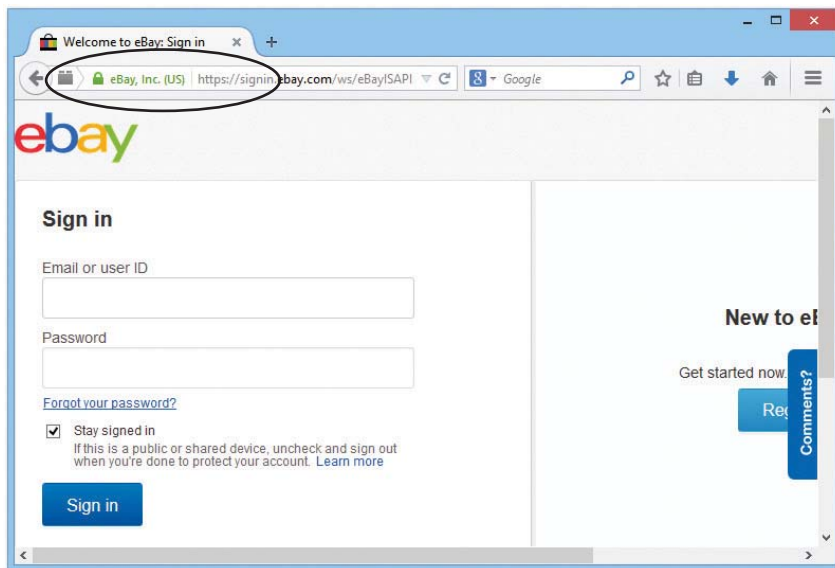 Welcome to eBay: Sign in
eBay, Inc. (US) https://signin.ebay.com/ws/eBayISAPI Google
ebay
Sign in
Email or user ID
Password
Forgot your password?
Stay signed in
If this is a public or shared device, uncheck and sign out
when you're done to protect your account. Learn more
Sign in
New to eB
Get started now.
Reg
Comments?